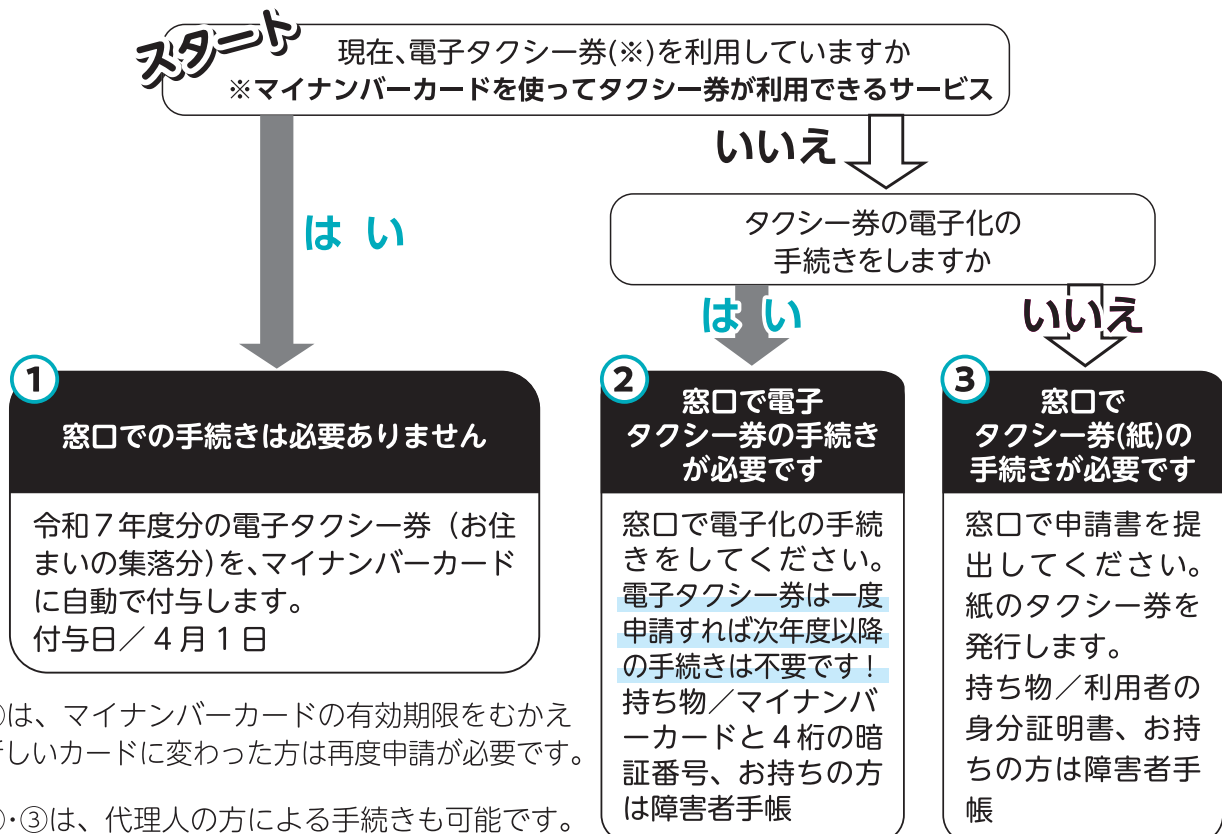 スタート
現在、電子タクシー券(※)を利用していますか
※マイナンバーカードを使ってタクシー券が利用できるサービス
はい
いいえ
タクシー券の電子化の
手続きをしますか
はい
いいえ
①
窓口での手続きは必要ありません
令和７年度分の電子タクシー券（お住
まいの集落分）を、マイナンバーカード
に自動で付与します。
付与日／４月１日
②
窓口で電子
タクシー券の手続き
が必要です
窓口で電子化の手続
きをしてください。
電子タクシー券は一度
申請すれば次年度以降
の手続きは不要です！
持ち物／マイナンバ
ーカードと４桁の暗
証番号、お持ちの方
は障害者手帳
③
窓口で
タクシー券(紙)の
手続きが必要です
窓口で申請書を提
出してください。
紙のタクシー券を
発行します。
持ち物／利用者の
身分証明書、お持
ちの方は障害者手
帳
は、マイナンバーカードの有効期限をむかえ
しいカードに変わった方は再度申請が必要です。
・③は、代理人の方による手続きも可能です。